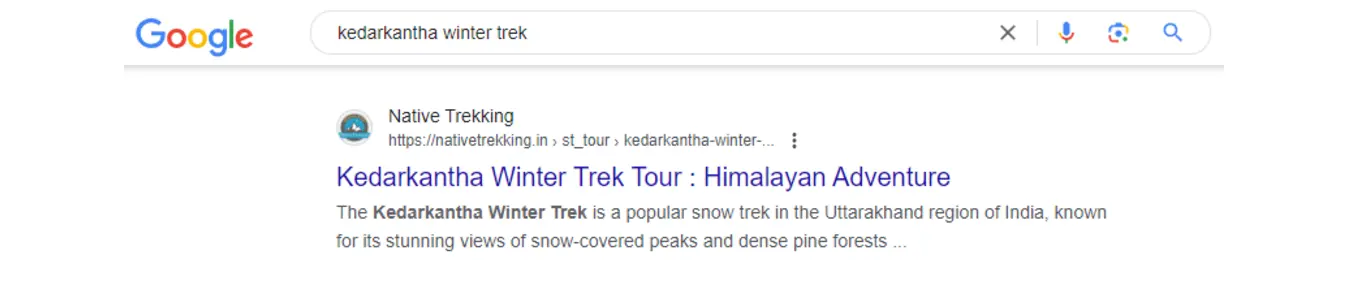 Google
kedarkantha winter trek
Native Trekking
https://nativetrekking.in › st_tour › kedarkantha-winter-...
Kedarkantha Winter Trek Tour : Himalayan Adventure
The Kedarkantha Winter Trek is a popular snow trek in the Uttarakhand region of India, known
for its stunning views of snow-covered peaks and dense pine forests ...